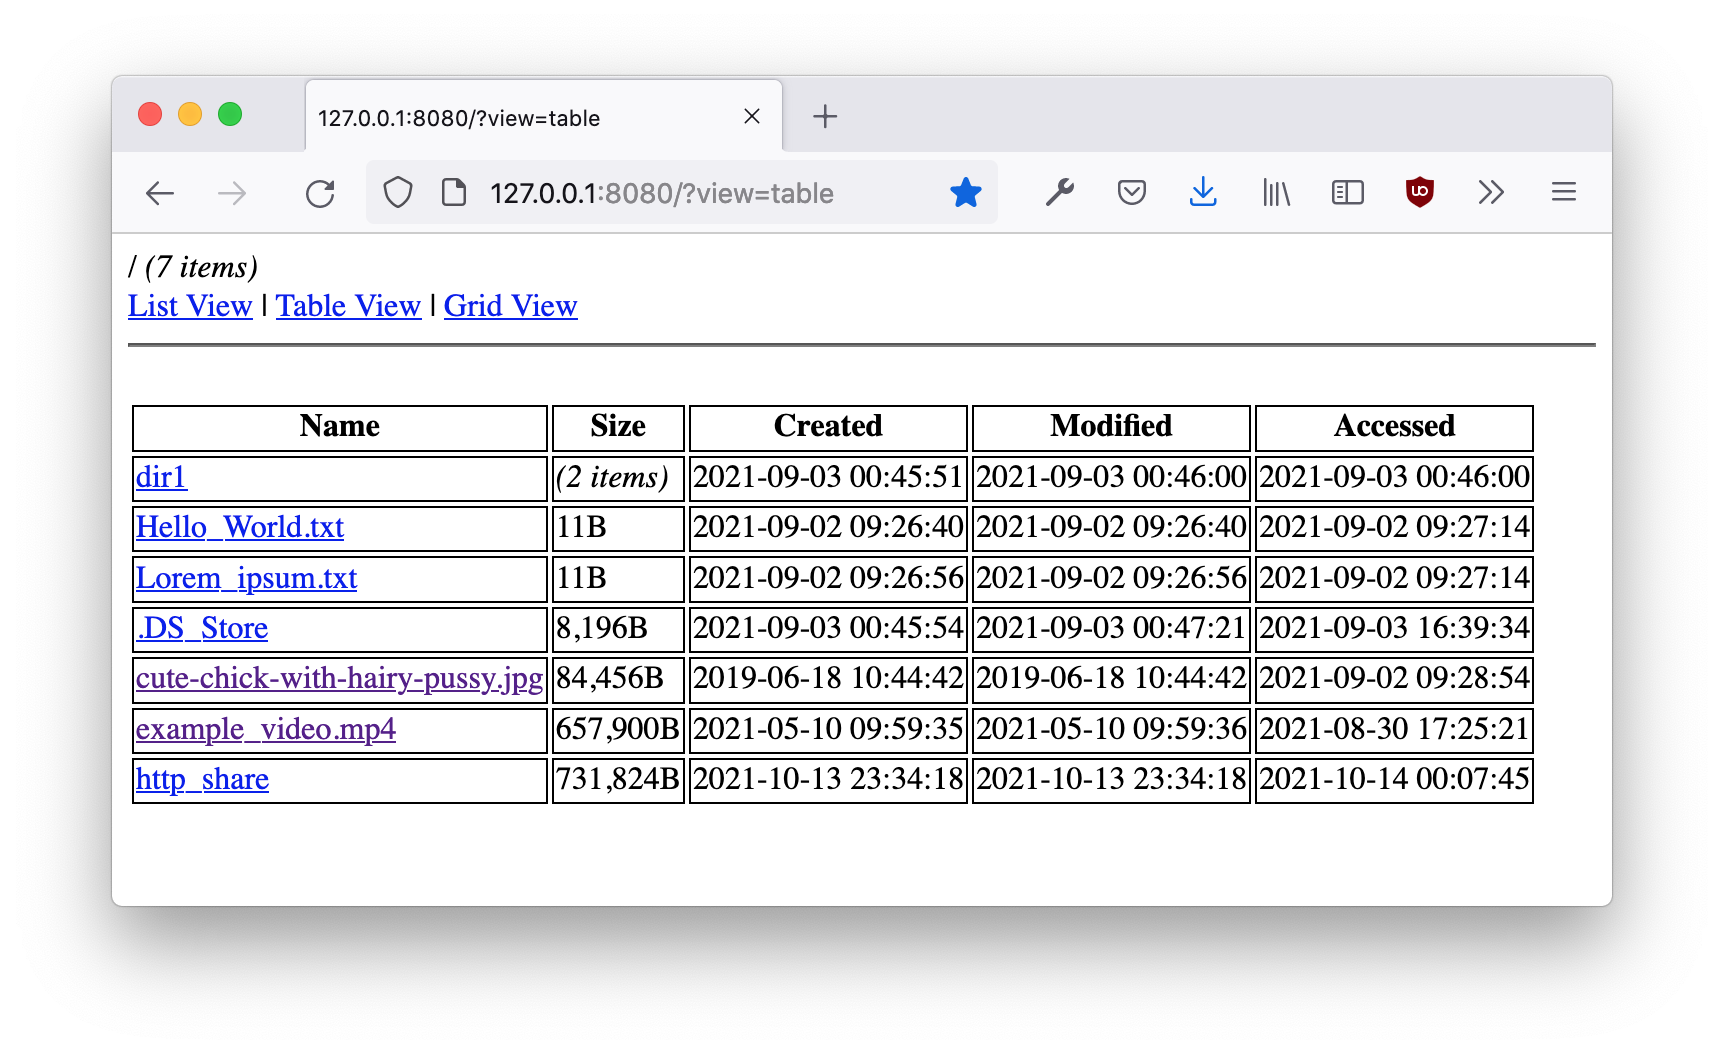 127.0.0.1:8080/?view=table
127.0.0.1:8080/?view=table
/ (7 items)
List View | Table View | Grid View
Name Size Created Modified Accessed
dir1 (2 items) 2021-09-03 00:45:51 2021-09-03 00:46:00 2021-09-03 00:46:00
Hello_World.txt 11B 2021-09-02 09:26:40 2021-09-02 09:26:40 2021-09-02 09:27:14
Lorem_ipsum.txt 11B 2021-09-02 09:26:56 2021-09-02 09:26:56 2021-09-02 09:27:14
.DS_Store 8,196B 2021-09-03 00:45:54 2021-09-03 00:47:21 2021-09-03 16:39:34
cute-chick-with-hairy-pussy.jpg 84,456B 2019-06-18 10:44:42 2019-06-18 10:44:42 2021-09-02 09:28:54
example_video.mp4 657,900B 2021-05-10 09:59:35 2021-05-10 09:59:36 2021-08-30 17:25:21
http_share 731,824B 2021-10-13 23:34:18 2021-10-13 23:34:18 2021-10-14 00:07:45